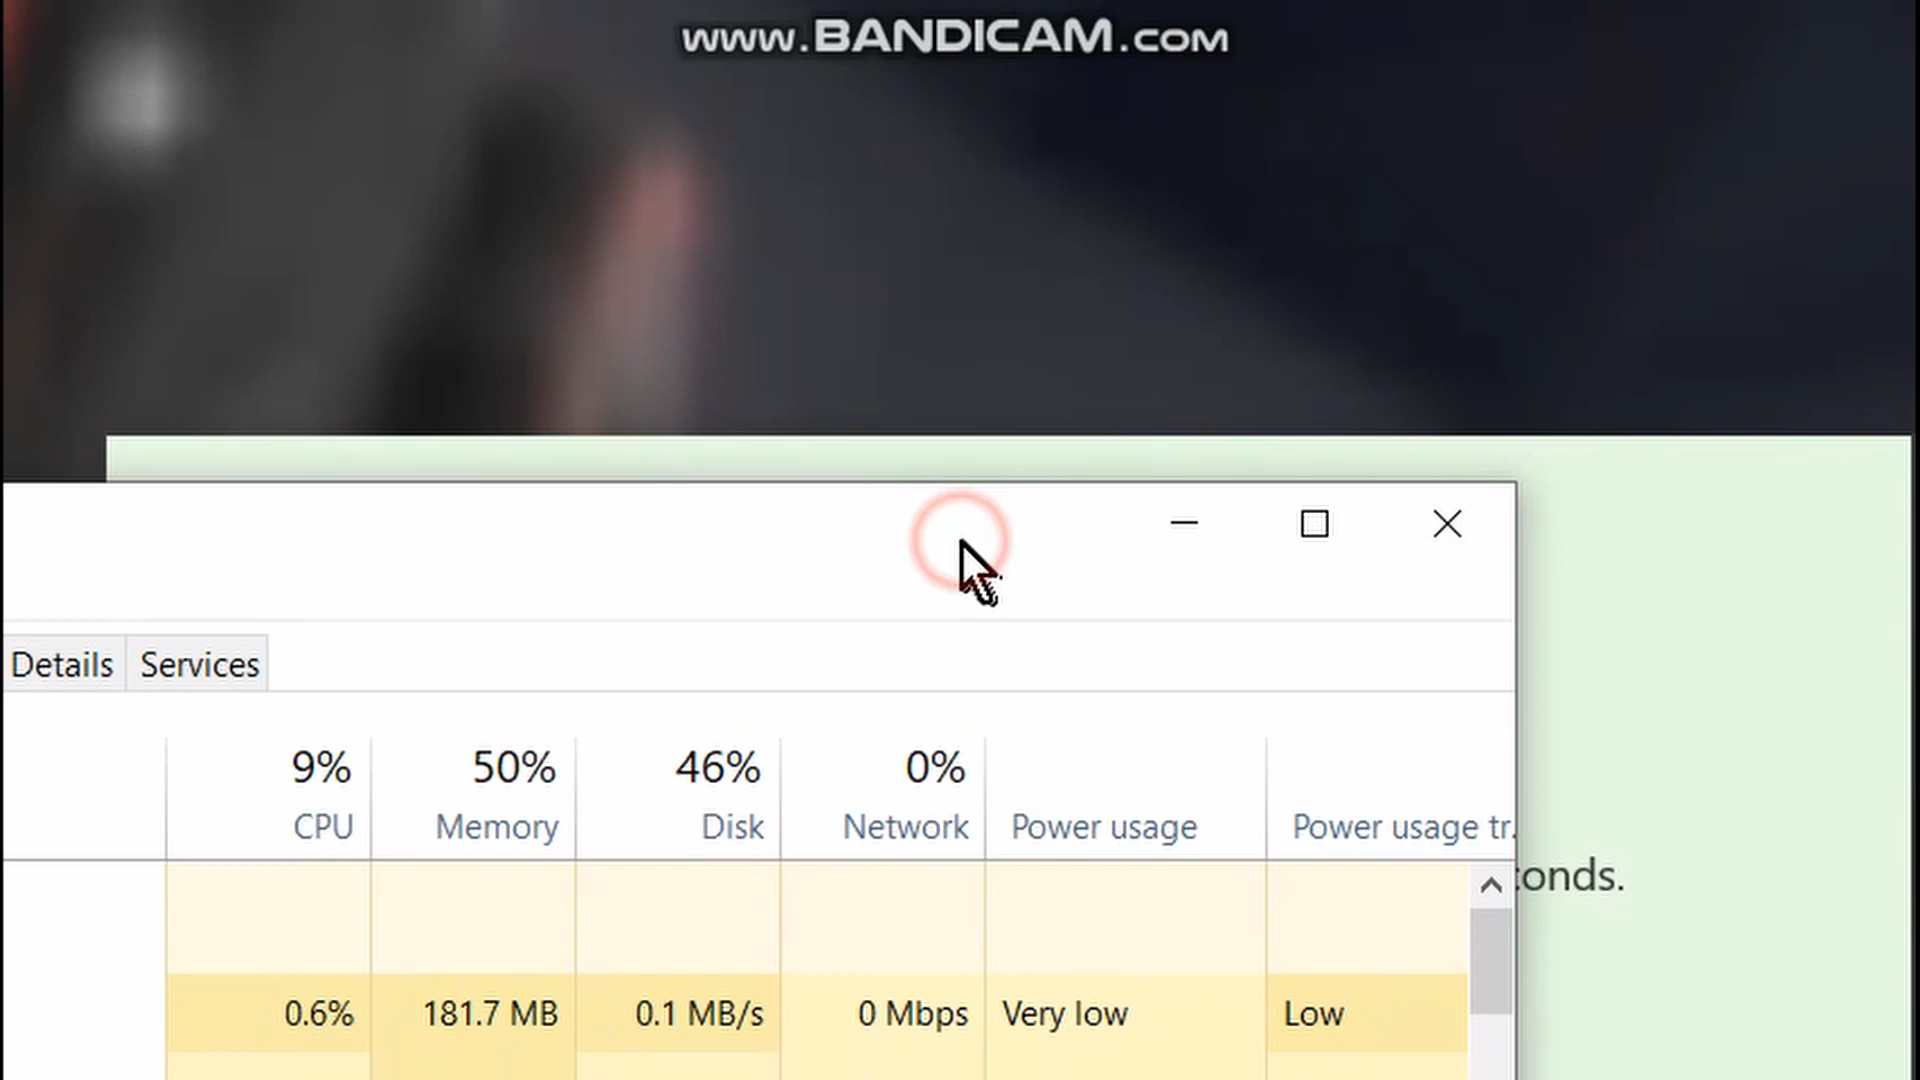 www.BANDICAM.COM
Details Services
9% 50% 46% 0%
CPU Memory Disk Network Power usage Power usage tr.
conds.
0.6% 181.7 MB 0.1 MB/s 0 Mbps Very low Low